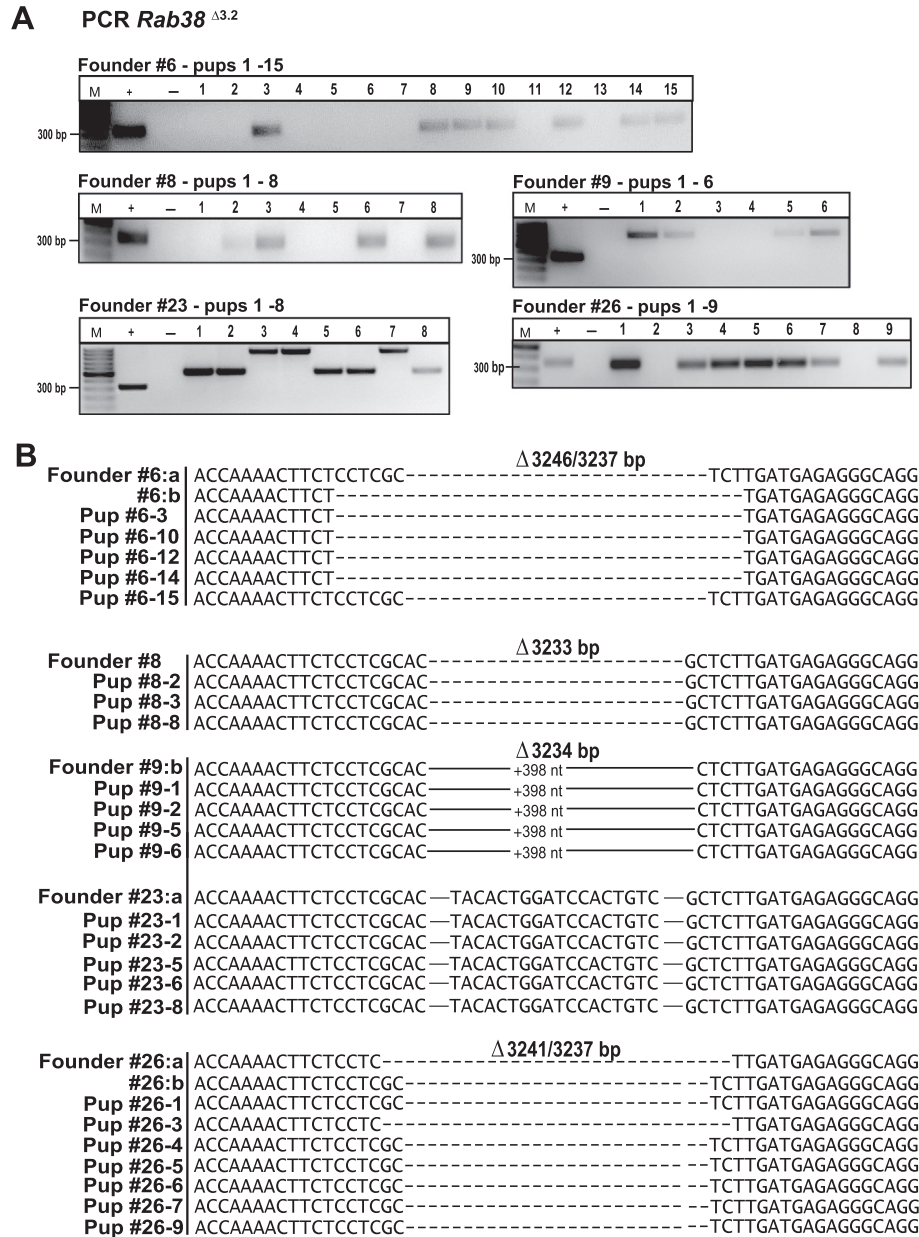 A PCR Rab38 Δ3.2
Founder #6 - pups 1 -15
M + – 1 2 3 4 5 6 7 8 9 10 11 12 13 14 15
300 bp
Founder #8 - pups 1 - 8
M + – 1 2 3 4 5 6 7 8
300 bp
Founder #9 - pups 1 - 6
M + – 1 2 3 4 5 6
300 bp
Founder #23 - pups 1 -8
M + – 1 2 3 4 5 6 7 8
300 bp
Founder #26 - pups 1 -9
M + – 1 2 3 4 5 6 7 8 9
300 bp
B
Δ3246/3237 bp
Founder #6:a ACCAAAACTTCTCCTCGC--------------------------TCTTGATGAGAGGGCAGG
#6:b ACCAAAACTTCT-----------------------------------TGATGAGAGGGCAGG
Pup #6-3 ACCAAAACTTCT-----------------------------------TGATGAGAGGGCAGG
Pup #6-10 ACCAAAACTTCT-----------------------------------TGATGAGAGGGCAGG
Pup #6-12 ACCAAAACTTCT-----------------------------------TGATGAGAGGGCAGG
Pup #6-14 ACCAAAACTTCT-----------------------------------TGATGAGAGGGCAGG
Pup #6-15 ACCAAAACTTCTCCTCGC--------------------------TCTTGATGAGAGGGCAGG
Δ3233 bp
Founder #8 ACCAAAACTTCTCCTCGCAC----------------------GCTCTTGATGAGAGGGCAGG
Pup #8-2 ACCAAAACTTCTCCTCGCAC----------------------GCTCTTGATGAGAGGGCAGG
Pup #8-3 ACCAAAACTTCTCCTCGCAC----------------------GCTCTTGATGAGAGGGCAGG
Pup #8-8 ACCAAAACTTCTCCTCGCAC----------------------GCTCTTGATGAGAGGGCAGG
Δ3234 bp
Founder #9:b ACCAAAACTTCTCCTCGCAC——— +398 nt ———CTCTTGATGAGAGGGCAGG
Pup #9-1 ACCAAAACTTCTCCTCGCAC——— +398 nt ———CTCTTGATGAGAGGGCAGG
Pup #9-2 ACCAAAACTTCTCCTCGCAC——— +398 nt ———CTCTTGATGAGAGGGCAGG
Pup #9-5 ACCAAAACTTCTCCTCGCAC——— +398 nt ———CTCTTGATGAGAGGGCAGG
Pup #9-6 ACCAAAACTTCTCCTCGCAC——— +398 nt ———CTCTTGATGAGAGGGCAGG
Founder #23:a ACCAAAACTTCTCCTCGCAC—TACACTGGATCCACTGTC—GCTCTTGATGAGAGGGCAGG
Pup #23-1 ACCAAAACTTCTCCTCGCAC—TACACTGGATCCACTGTC—GCTCTTGATGAGAGGGCAGG
Pup #23-2 ACCAAAACTTCTCCTCGCAC—TACACTGGATCCACTGTC—GCTCTTGATGAGAGGGCAGG
Pup #23-5 ACCAAAACTTCTCCTCGCAC—TACACTGGATCCACTGTC—GCTCTTGATGAGAGGGCAGG
Pup #23-6 ACCAAAACTTCTCCTCGCAC—TACACTGGATCCACTGTC—GCTCTTGATGAGAGGGCAGG
Pup #23-8 ACCAAAACTTCTCCTCGCAC—TACACTGGATCCACTGTC—GCTCTTGATGAGAGGGCAGG
Δ3241/3237 bp
Founder #26:a ACCAAAACTTCTCCTC------------------------------TTGATGAGAGGGCAGG
#26:b ACCAAAACTTCTCCTCGC------------------------ --TCTTGATGAGAGGGCAGG
Pup #26-1 ACCAAAACTTCTCCTCGC------------------------ --TCTTGATGAGAGGGCAGG
Pup #26-3 ACCAAAACTTCTCCTC------------------------------TTGATGAGAGGGCAGG
Pup #26-4 ACCAAAACTTCTCCTCGC------------------------ --TCTTGATGAGAGGGCAGG
Pup #26-5 ACCAAAACTTCTCCTCGC------------------------ --TCTTGATGAGAGGGCAGG
Pup #26-6 ACCAAAACTTCTCCTCGC------------------------ --TCTTGATGAGAGGGCAGG
Pup #26-7 ACCAAAACTTCTCCTCGC------------------------ --TCTTGATGAGAGGGCAGG
Pup #26-9 ACCAAAACTTCTCCTCGC------------------------ --TCTTGATGAGAGGGCAGG